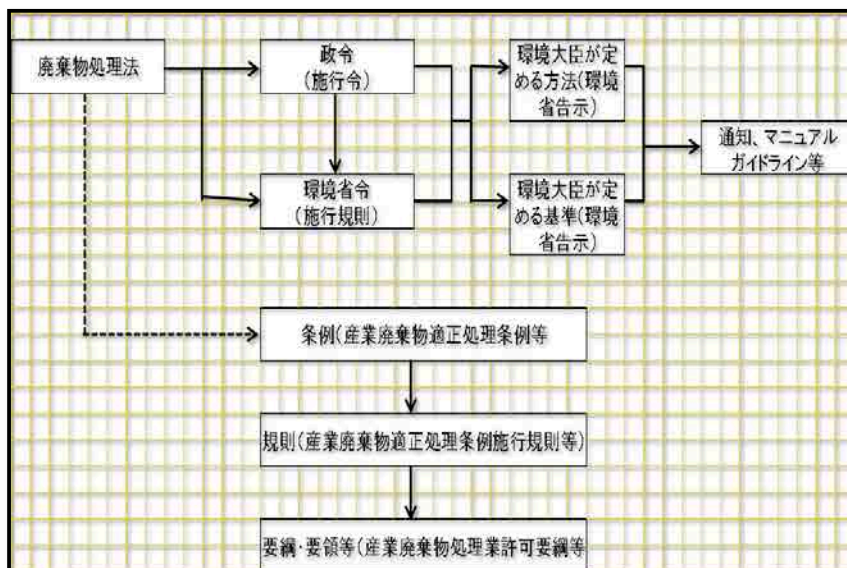 廃棄物処理法
政令
(施行令)
環境大臣が定
める方法(環境
省告示)
通知、マニュアル
ガイドライン等
環境省令
(施行規則)
環境大臣が定
める基準(環境
省告示)
条例(産業廃棄物適正処理条例等
規則(産業廃棄物適正処理条例施行規則等)
要綱・要領等(産業廃棄物処理業許可要綱等